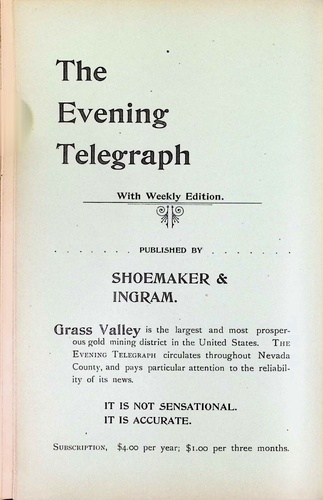 The
Evening
Telegraph
With Weekly Edition.
. . . . . . . PUBLISHED BY . . . . . . .
SHOEMAKER &
INGRAM.
Grass Valley is the largest and most prosper-
ous gold mining district in the United States. THE
EVENING TELEGRAPH circulates throughout Nevada
County, and pays particular attention to the reliabil-
ity of its news.
IT IS NOT SENSATIONAL.
IT IS ACCURATE.
SUBSCRIPTION, $4.00 per year; $1.00 per three months.